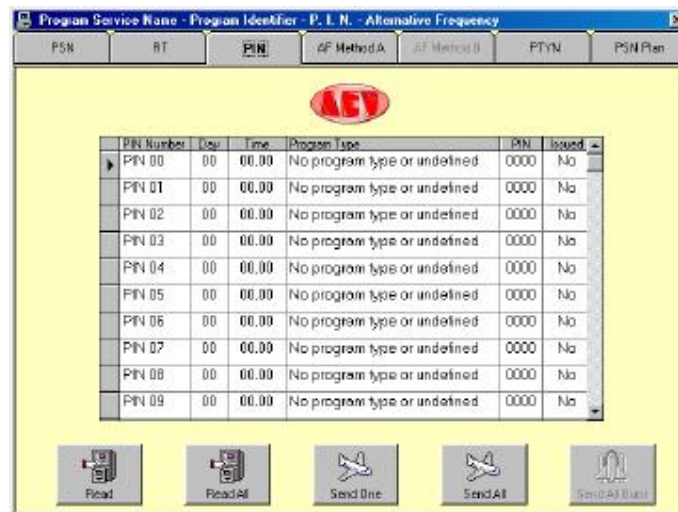 Program Service Name - Program Identifier - P. I. N. - Alternative Frequency
PSN RT PIN AF Method A AF Method B PTYN PSN Plan
AEV
PIN Number Day Time Program Type PIN Issued
PIN 00 00 00.00 No program type or undefined 0000 No
PIN 01 00 00.00 No program type or undefined 0000 No
PIN 02 00 00.00 No program type or undefined 0000 No
PIN 03 00 00.00 No program type or undefined 0000 No
PIN 04 00 00.00 No program type or undefined 0000 No
PIN 05 00 00.00 No program type or undefined 0000 No
PIN 06 00 00.00 No program type or undefined 0000 No
PIN 07 00 00.00 No program type or undefined 0000 No
PIN 08 00 00.00 No program type or undefined 0000 No
PIN 09 00 00.00 No program type or undefined 0000 No
Read Read All Send One Send All Send All Burst